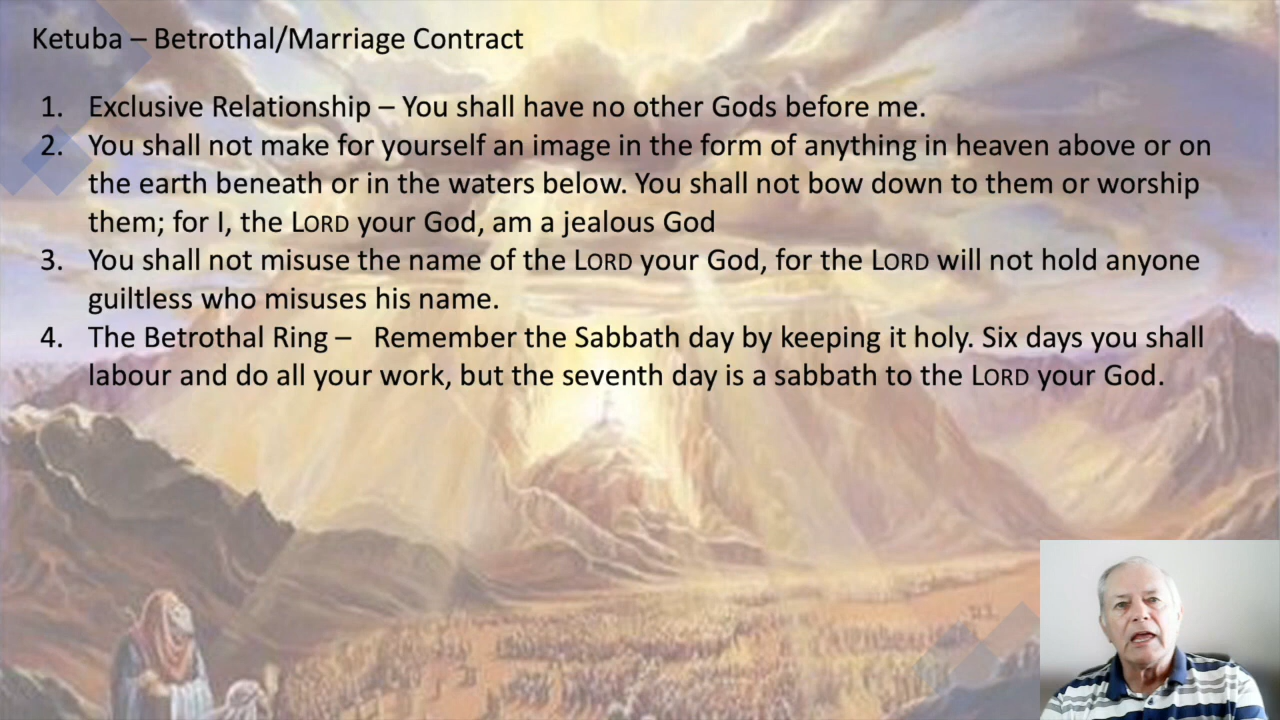 Ketuba – Betrothal/Marriage Contract
1. Exclusive Relationship – You shall have no other Gods before me.
2. You shall not make for yourself an image in the form of anything in heaven above or on
the earth beneath or in the waters below. You shall not bow down to them or worship
them; for I, the LORD your God, am a jealous God
3. You shall not misuse the name of the LORD your God, for the LORD will not hold anyone
guiltless who misuses his name.
4. The Betrothal Ring – Remember the Sabbath day by keeping it holy. Six days you shall
labour and do all your work, but the seventh day is a sabbath to the LORD your God.